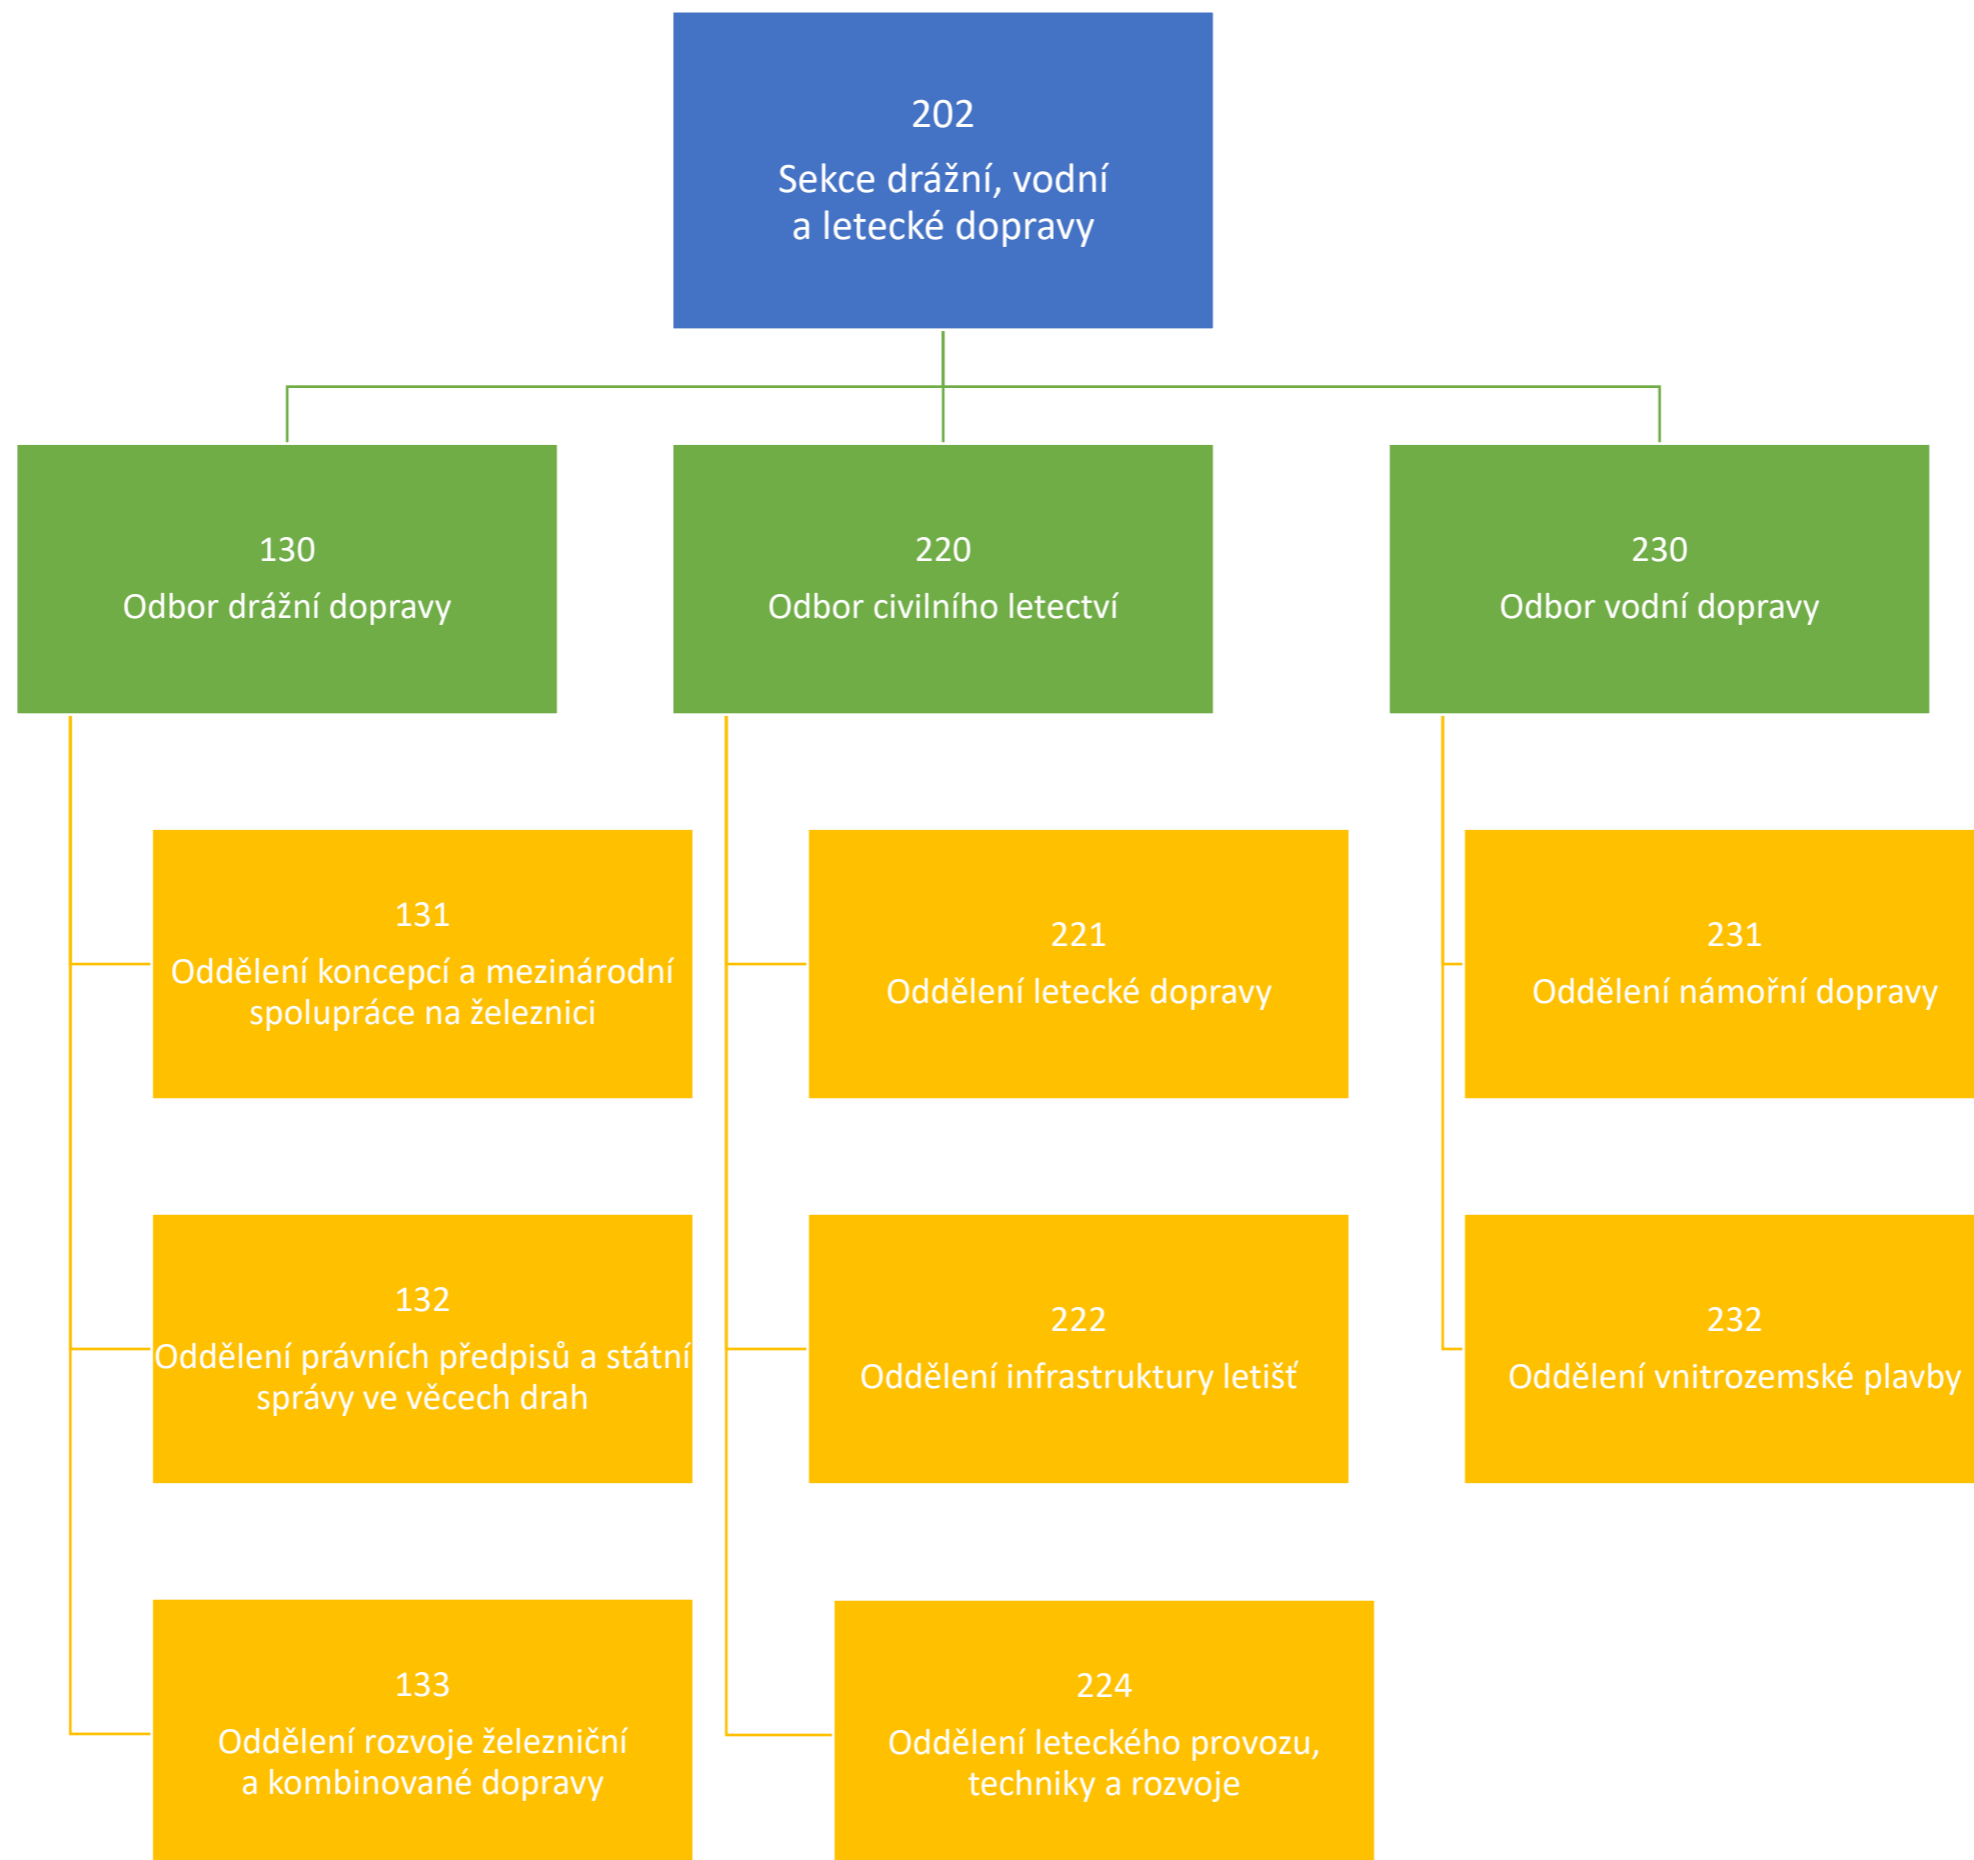 202
Sekce drážní, vodní
a letecké dopravy
130
Odbor drážní dopravy
220
Odbor civilního letectví
230
Odbor vodní dopravy
131
Oddělení koncepcí a mezinárodní
spolupráce na železnici
221
Oddělení letecké dopravy
231
Oddělení námořní dopravy
132
Oddělení právních předpisů a státní
správy ve věcech drah
222
Oddělení infrastruktury letišť
232
Oddělení vnitrozemské plavby
133
Oddělení rozvoje železniční
a kombinované dopravy
224
Oddělení leteckého provozu,
techniky a rozvoje